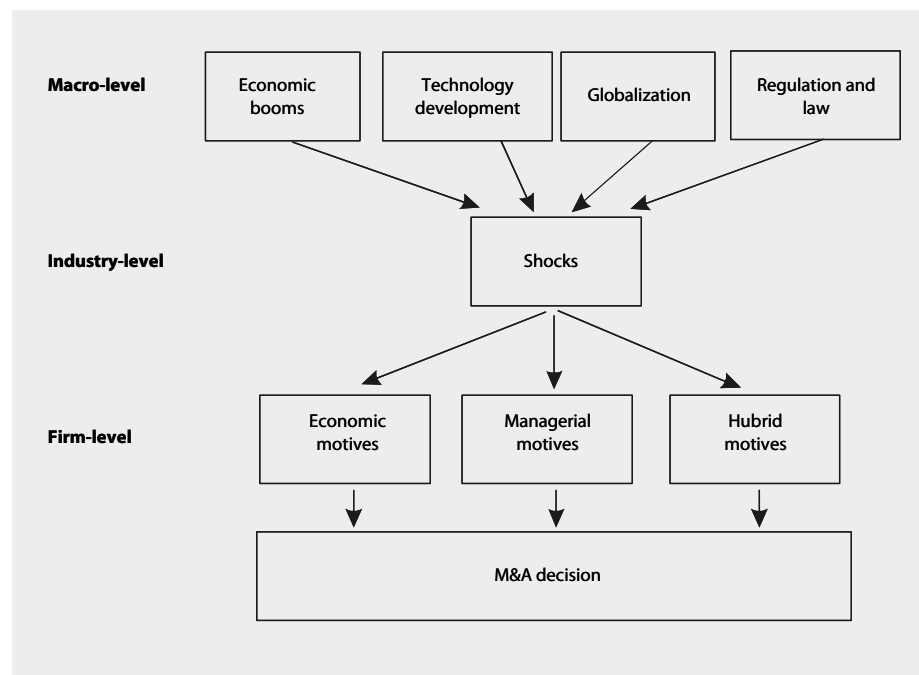 Macro-level
Economic
booms
Technology
development
Globalization
Regulation and
law
Industry-level
Shocks
Firm-level
Economic
motives
Managerial
motives
Hubrid
motives
M&A decision